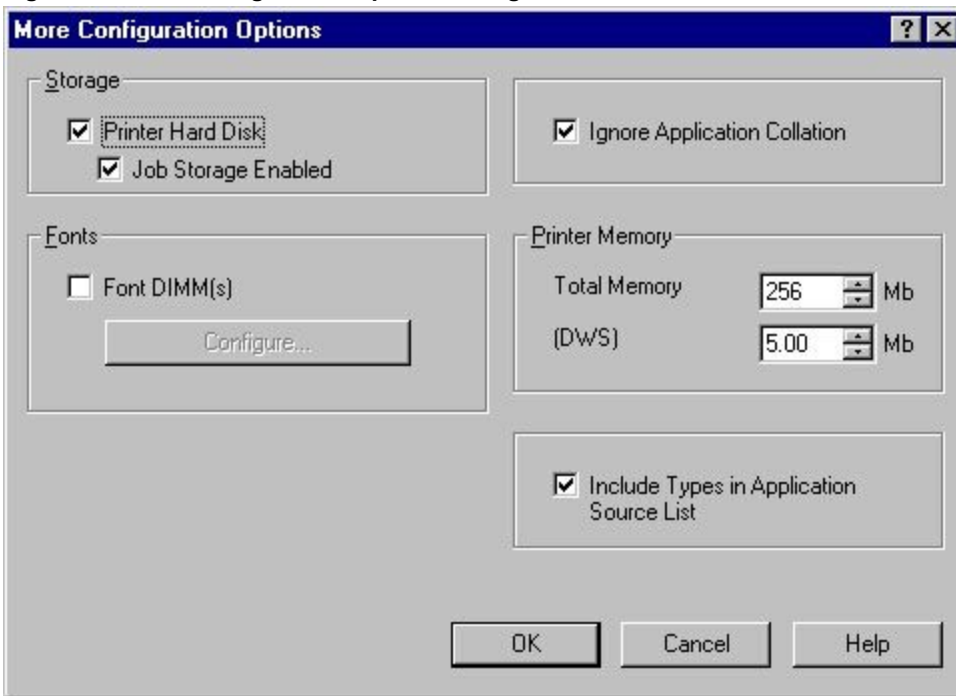 More Configuration Options
Storage
Printer Hard Disk
Job Storage Enabled
Ignore Application Collation
Fonts
Font DIMM(s)
Configure...
Printer Memory
Total Memory 256 Mb
(DWS) 5.00 Mb
Include Types in Application
Source List
OK Cancel Help